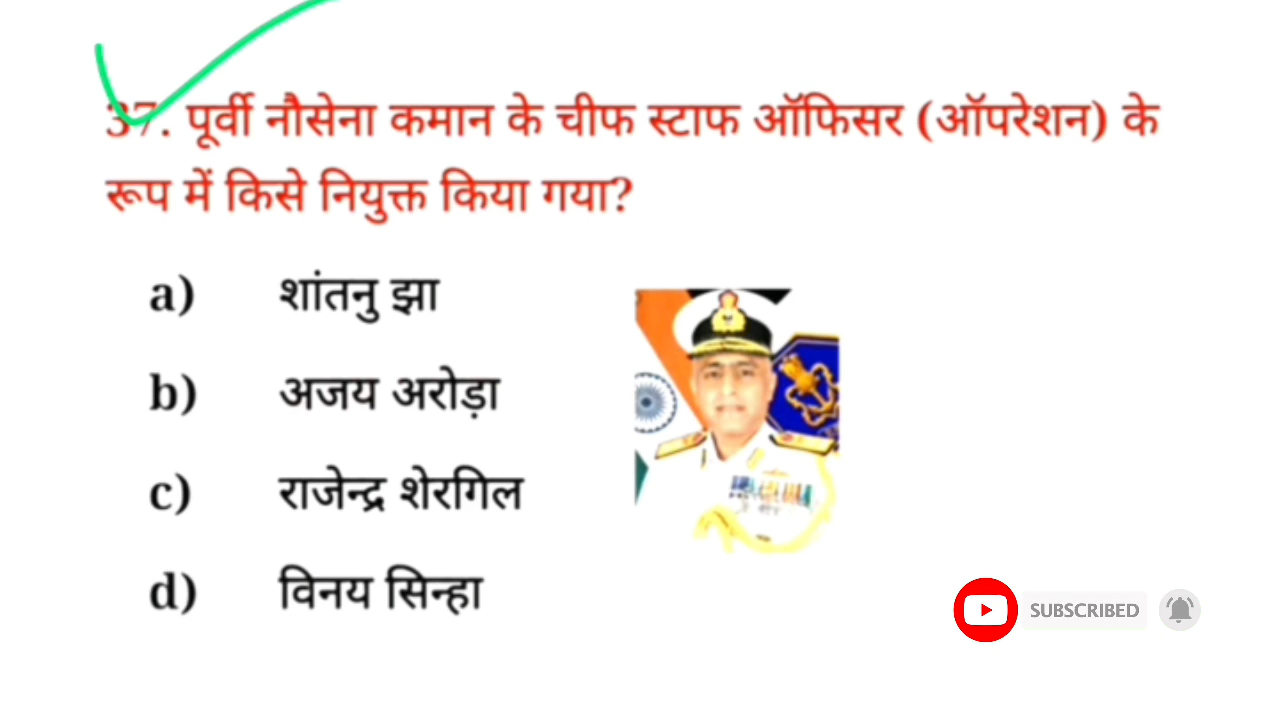 37. पूर्वी नौसेना कमान के चीफ स्टाफ ऑफिसर (ऑपरेशन) के
रूप में किसे नियुक्त किया गया?
a) शांतनु झा
b) अजय अरोड़ा
c) राजेन्द्र शेरगिल
d) विनय सिन्हा
SUBSCRIBED